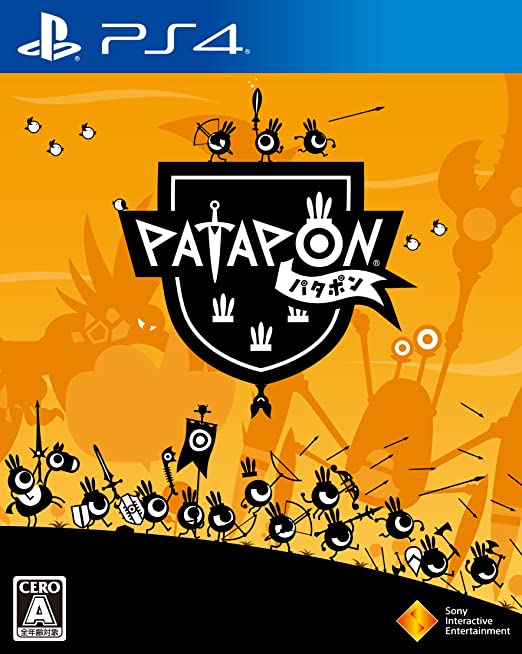 PS4
PATAPON
パタポン
CERO
A
全年齢対象
Sony
Interactive
Entertainment